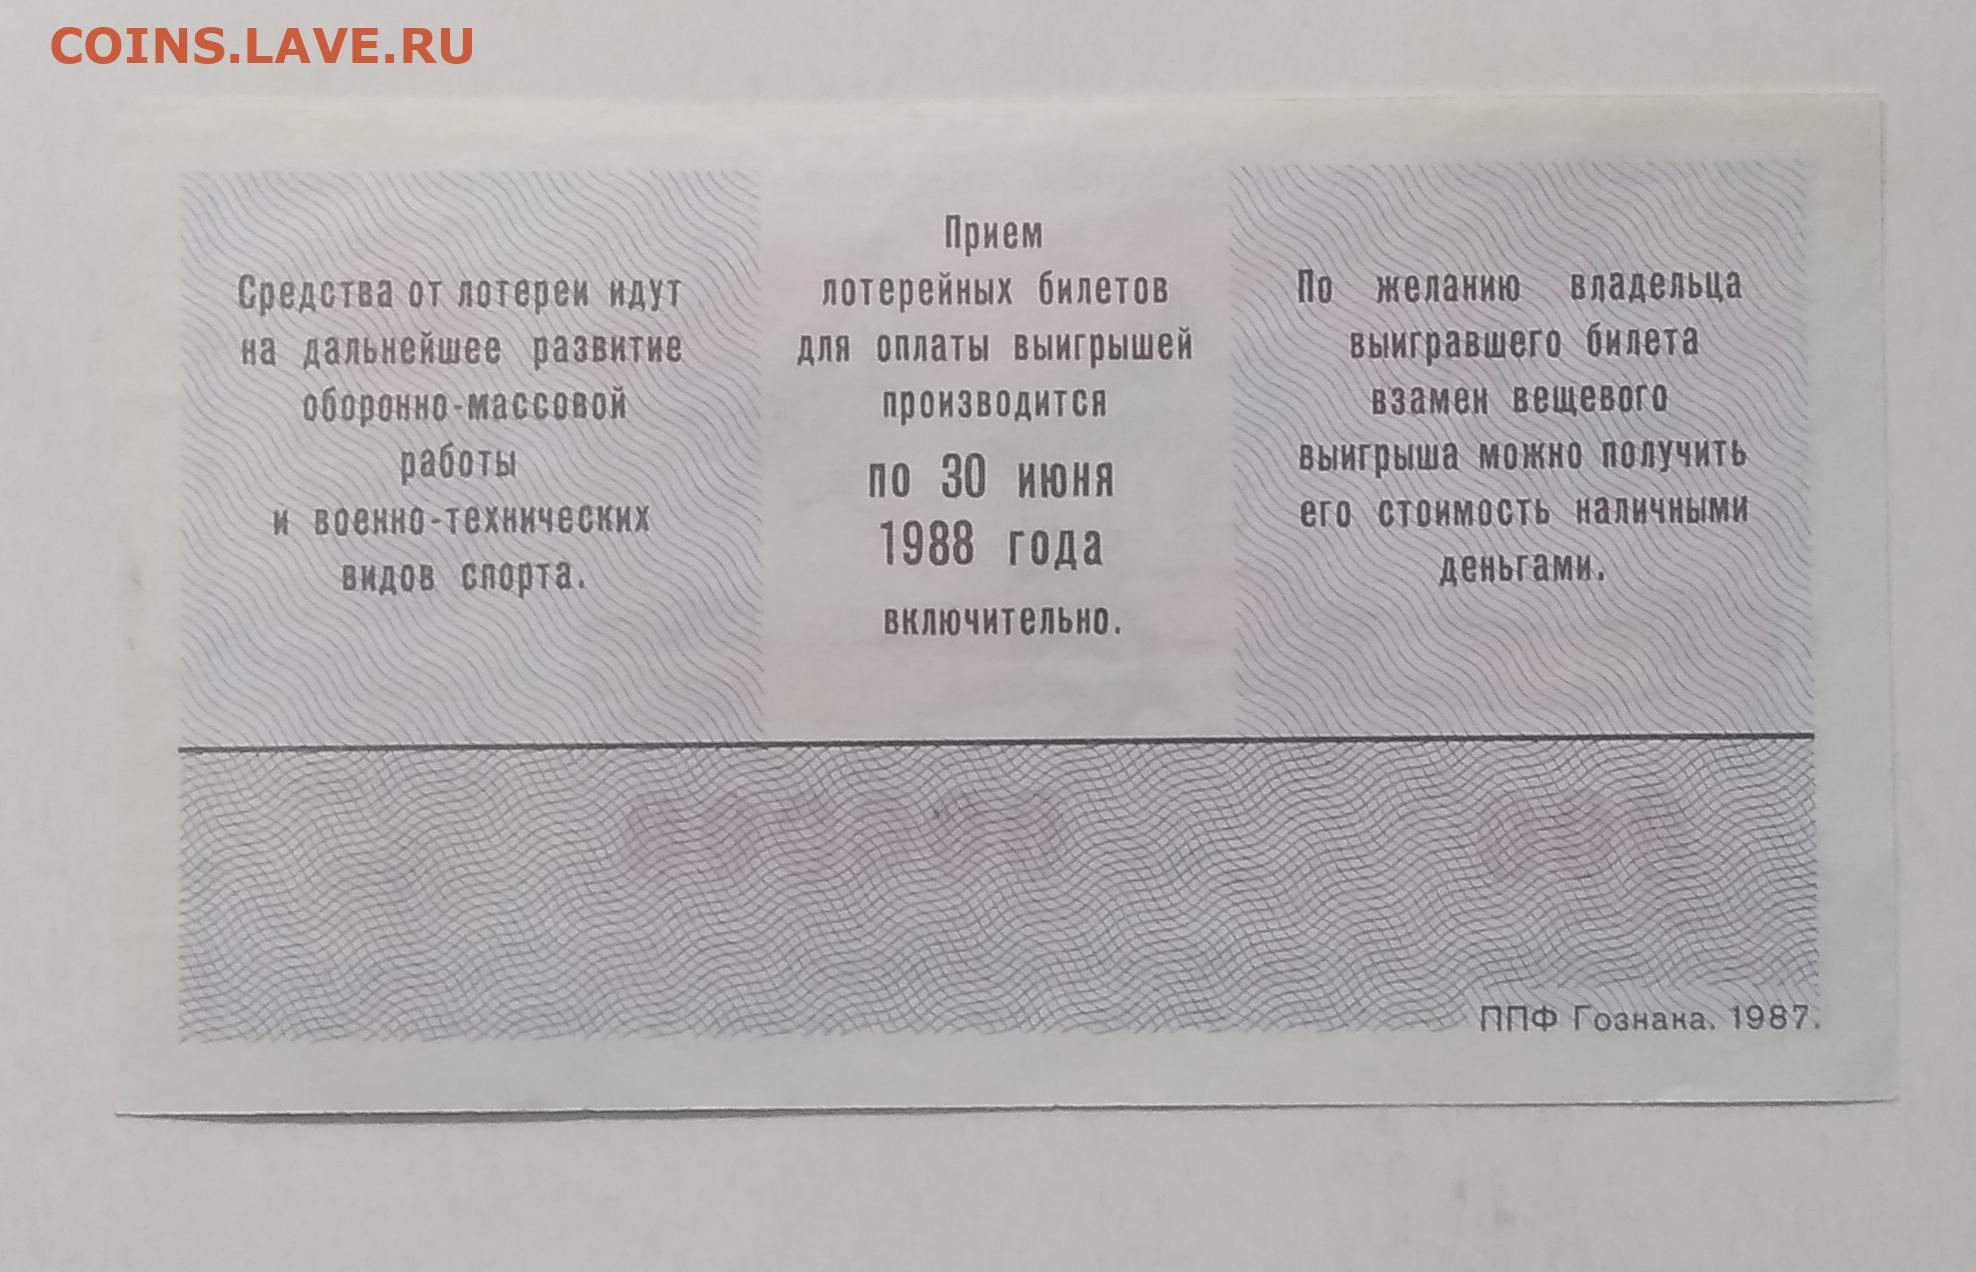 COINS.LAVE.RU
Средства от лотереи идут
на дальнейшее развитие
оборонно-массовой
работы
и военно-технических
видов спорта.
Прием
лотерейных билетов
для оплаты выигрышей
производится
по 30 июня
1988 года
включительно.
По желанию владельца
выигравшего билета
взамен вещевого
выигрыша можно получить
его стоимость наличными
деньгами.
ППФ Гознака. 1987.